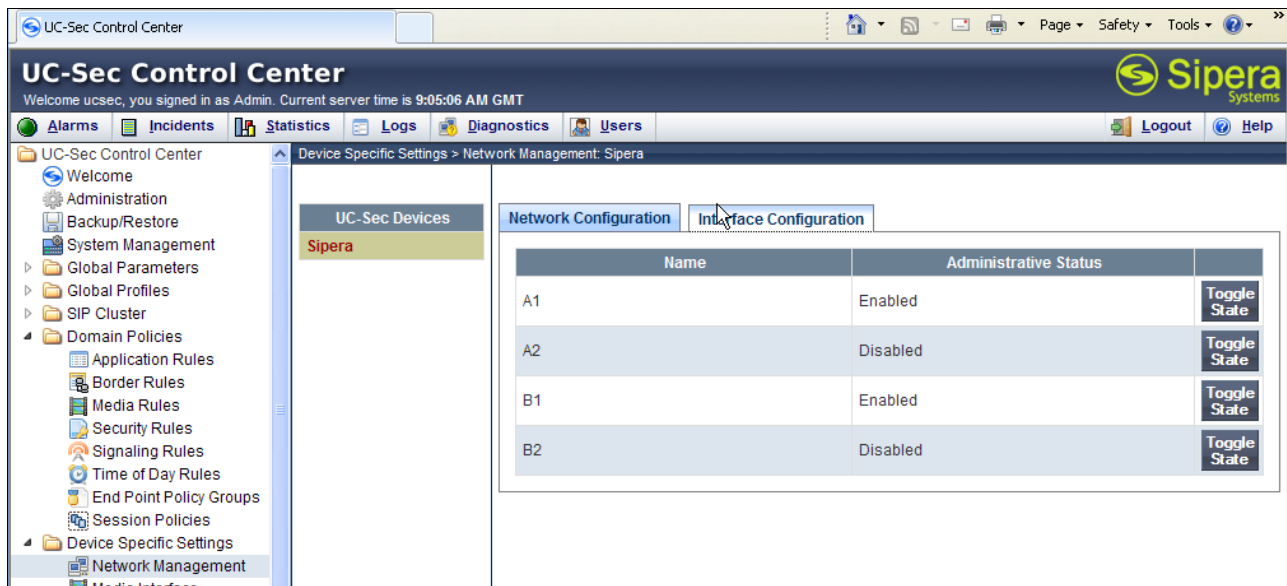 UC-Sec Control Center
Page Safety Tools
UC-Sec Control Center
Welcome ucsec, you signed in as Admin. Current server time is 9:05:06 AM GMT
Sipera
Systems
Alarms Incidents Statistics Logs Diagnostics Users Logout Help
UC-Sec Control Center
Welcome
Administration
Backup/Restore
System Management
Global Parameters
Global Profiles
SIP Cluster
Domain Policies
Application Rules
Border Rules
Media Rules
Security Rules
Signaling Rules
Time of Day Rules
End Point Policy Groups
Session Policies
Device Specific Settings
Network Management
Media Interface
Device Specific Settings > Network Management: Sipera
UC-Sec Devices
Sipera
Network Configuration Interface Configuration
Name Administrative Status
A1 Enabled Toggle State
A2 Disabled Toggle State
B1 Enabled Toggle State
B2 Disabled Toggle State